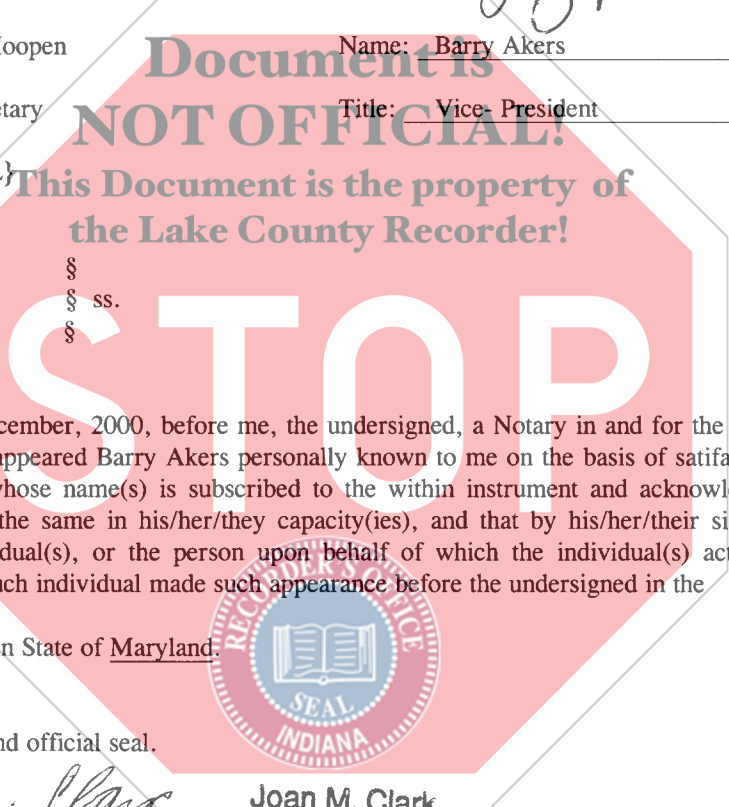 Hoopen Name: Barry Akers
etary Title: Vice- President
Document is
NOT OFFICIAL!
This Document is the property of
the Lake County Recorder!
§
§ ss.
§
STOP
cember, 2000, before me, the undersigned, a Notary in and for the
appeared Barry Akers personally known to me on the basis of satifa
whose name(s) is subscribed to the within instrument and acknowl
the same in his/her/they capacity(ies), and that by his/her/their si
dual(s), or the person upon behalf of which the individual(s) act
uch individual made such appearance before the undersigned in the
n State of Maryland.
RECORDER'S OFFICE
SEAL
INDIANA
nd official seal.
Clark
Joan M. Clark